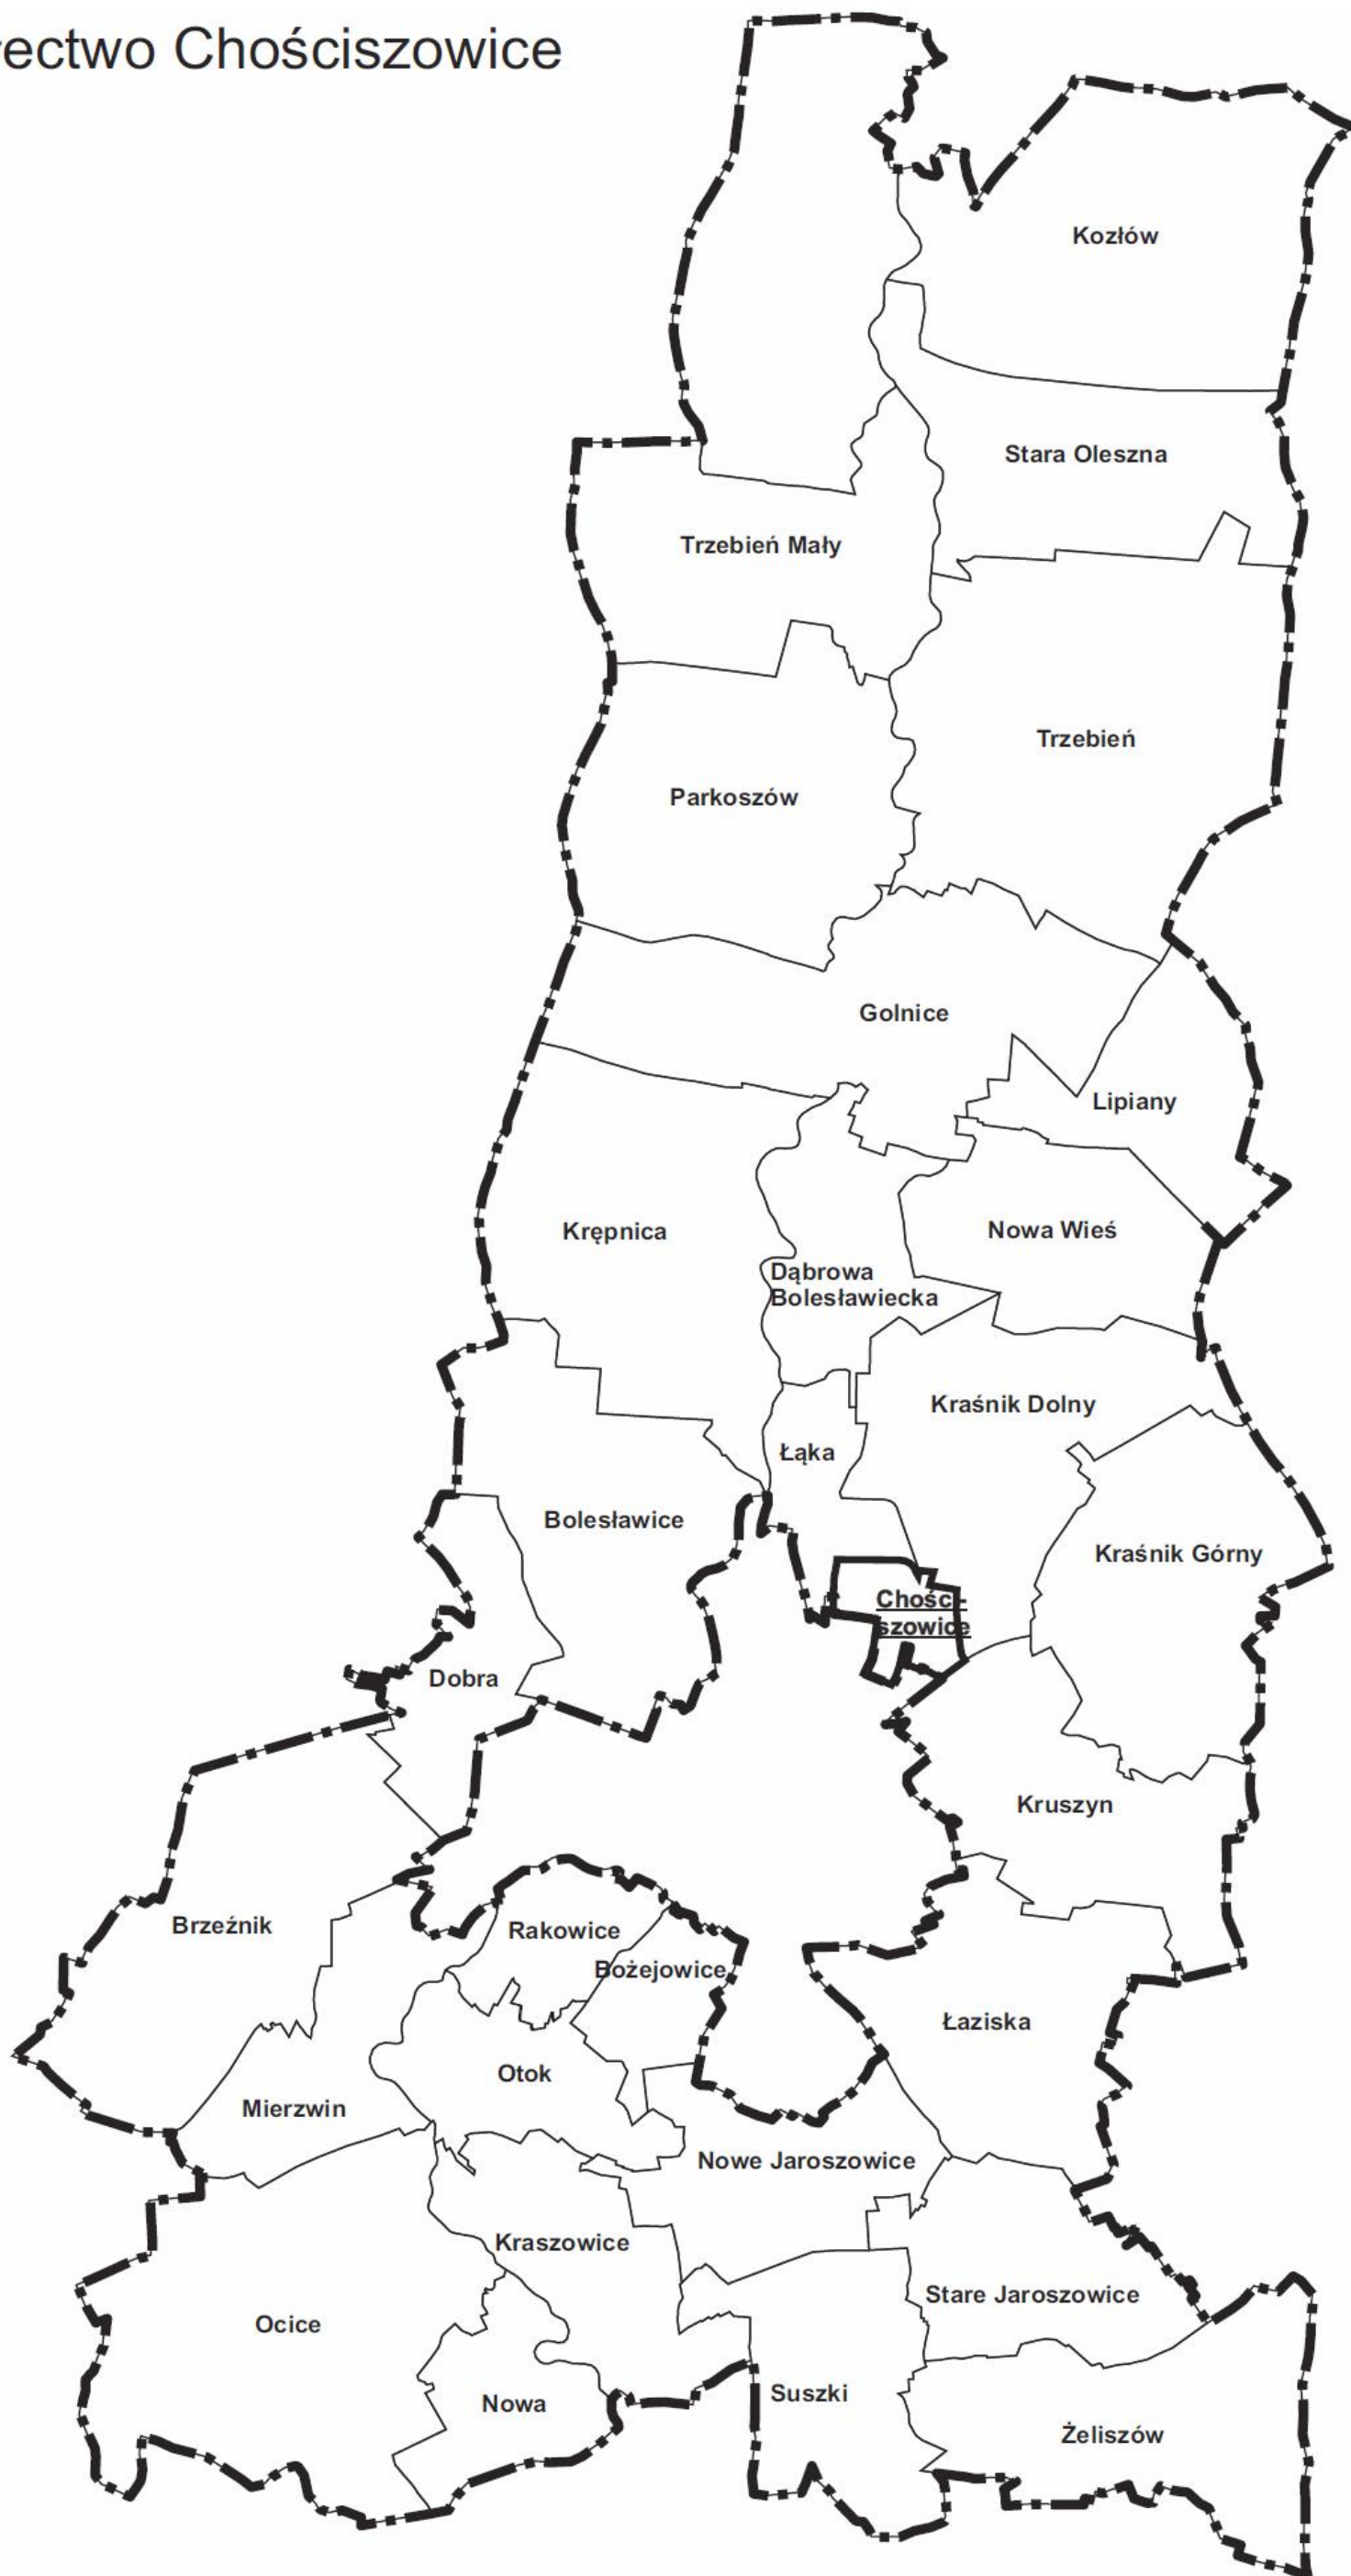 ectwo Chościszowice
Kozłów
Stara Oleszna
Trzebień Mały
Trzebień
Parkoszów
Golnice
Lipiany
Krępnica
Nowa Wieś
Dąbrowa
Bolesławiecka
Kraśnik Dolny
Łąka
Bolesławice
Kraśnik Górny
Chości-
szowice
Dobra
Kruszyn
Brzeźnik
Rakowice
Bożejowice
Łaziska
Otok
Mierzwin
Nowe Jaroszowice
Kraszowice
Stare Jaroszowice
Ocice
Suszki
Nowa
Żeliszów